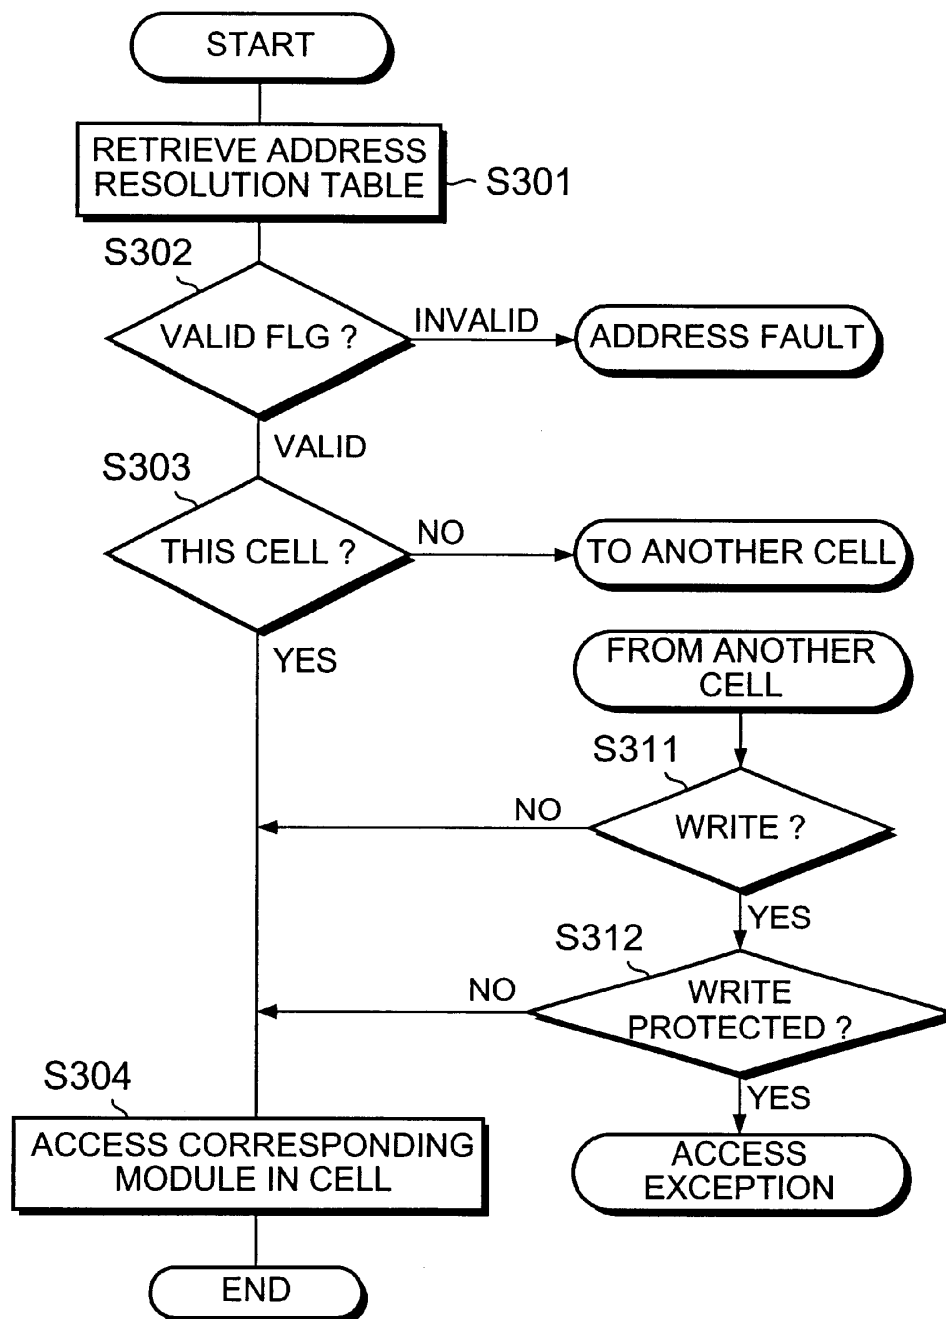 START
RETRIEVE ADDRESS
RESOLUTION TABLE
S301
S302
VALID FLG ?
INVALID
ADDRESS FAULT
VALID
S303
THIS CELL ?
NO
TO ANOTHER CELL
YES
FROM ANOTHER
CELL
S311
WRITE ?
NO
YES
S312
WRITE
PROTECTED ?
NO
YES
S304
ACCESS CORRESPONDING
MODULE IN CELL
ACCESS
EXCEPTION
END